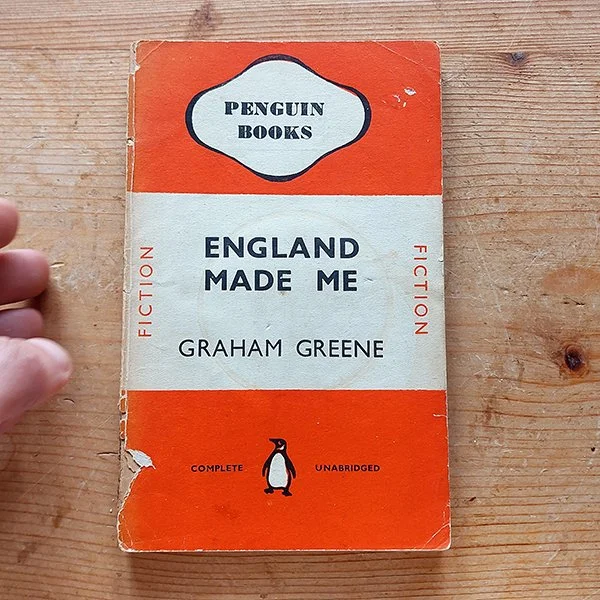 PENGUIN
BOOKS
ENGLAND
MADE ME
FICTION
FICTION
GRAHAM GREENE
COMPLETE UNABRIDGED